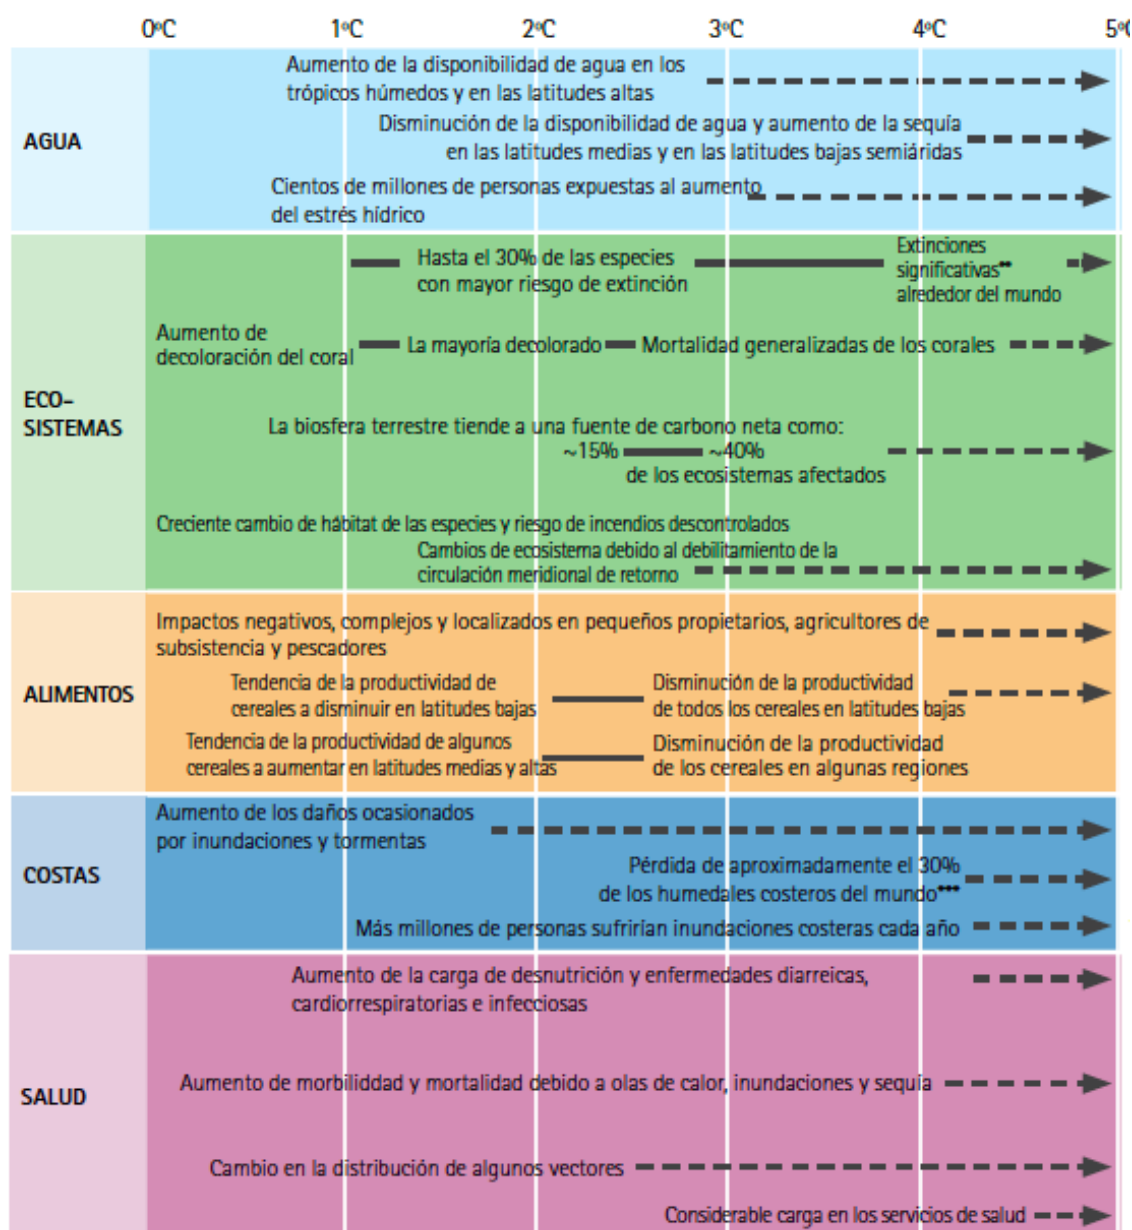 0ºC 1ºC 2ºC 3ºC 4ºC 5ºC
AGUA
Aumento de la disponibilidad de agua en los
trópicos húmedos y en las latitudes altas
Disminución de la disponibilidad de agua y aumento de la sequía
en las latitudes medias y en las latitudes bajas semiáridas
Cientos de millones de personas expuestas al aumento
del estrés hídrico
ECO-
SISTEMAS
Hasta el 30% de las especies
con mayor riesgo de extinción
Extinciones
significativas**
alrededor del mundo
Aumento de
decoloración del coral
La mayoría decolorado
Mortalidad generalizadas de los corales
La biosfera terrestre tiende a una fuente de carbono neta como:
~15% ~40%
de los ecosistemas afectados
Creciente cambio de hábitat de las especies y riesgo de incendios descontrolados
Cambios de ecosistema debido al debilitamiento de la
circulación meridional de retorno
ALIMENTOS
Impactos negativos, complejos y localizados en pequeños propietarios, agricultores de
subsistencia y pescadores
Tendencia de la productividad de
cereales a disminuir en latitudes bajas
Disminución de la productividad
de todos los cereales en latitudes bajas
Tendencia de la productividad de algunos
cereales a aumentar en latitudes medias y altas
Disminución de la productividad
de los cereales en algunas regiones
COSTAS
Aumento de los daños ocasionados
por inundaciones y tormentas
Pérdida de aproximadamente el 30%
de los humedales costeros del mundo***
Más millones de personas sufrirían inundaciones costeras cada año
SALUD
Aumento de la carga de desnutrición y enfermedades diarreicas,
cardiorrespiratorias e infecciosas
Aumento de morbiliddad y mortalidad debido a olas de calor, inundaciones y sequía
Cambio en la distribución de algunos vectores
Considerable carga en los servicios de salud